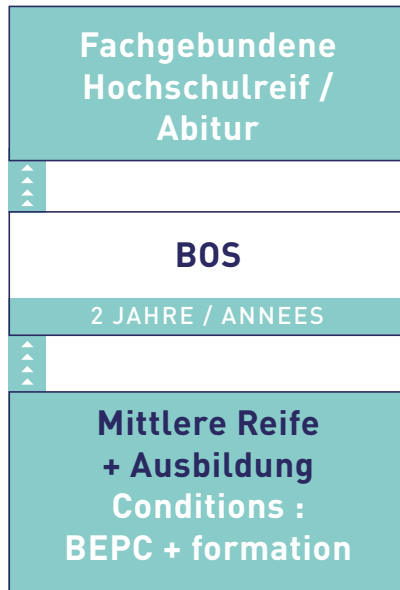 Fachgebundene
Hochschulreif /
Abitur
BOS
2 JAHRE / ANNEES
Mittlere Reife
+ Ausbildung
Conditions :
BEPC + formation